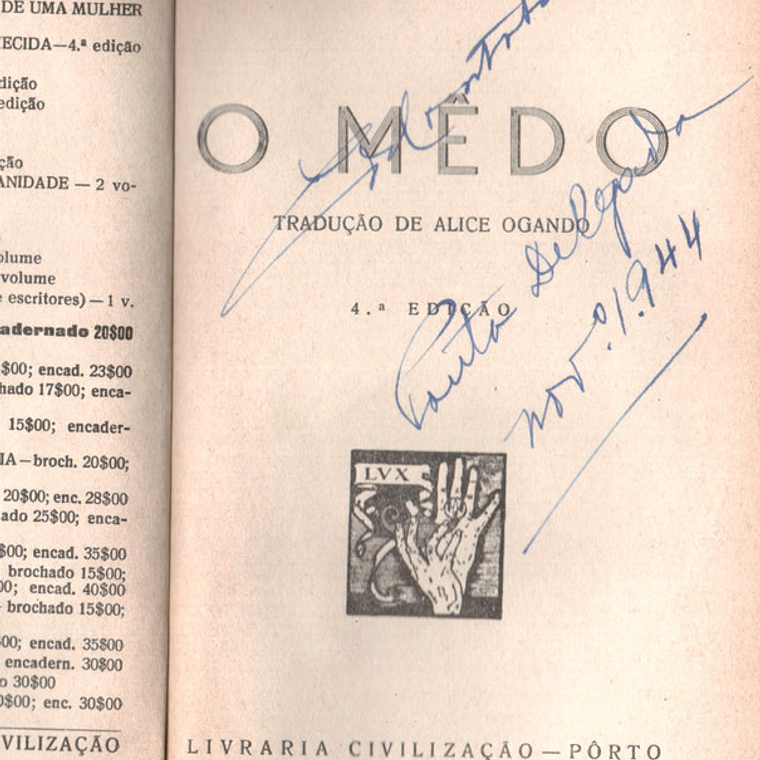 DE UMA MULHER
ECIDA—4.ª edição
dição
edição
ção
ANIDADE — 2 vo-
olume
volume
e escritores) — 1 v.
adernado 20$00
$00; encad. 23$00
hado 17$00; enca-
15$00; encader-
IA — broch. 20$00;
20$00; enc. 28$00
ado 25$00; enca-
$00; encad. 35$00
brochado 15$00;
00; encad. 40$00
brochado 15$00;
00; encad. 35$00
encadern. 30$00
o 30$00
0$00; enc. 30$00
VILIZAÇÃO
O MÊDO
TRADUÇÃO DE ALICE OGANDO
4.ª EDIÇÃO
Ponta Delgada
Nov.º 1944
LVX
LIVRARIA CIVILIZAÇÃO — PÔRTO